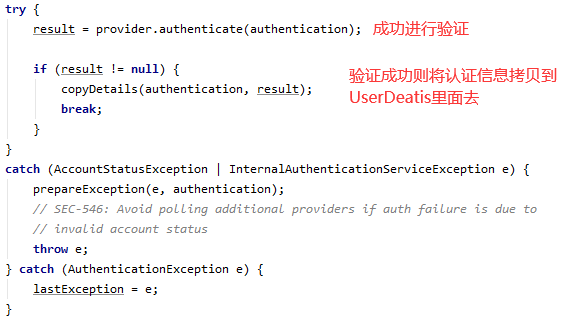 try {
result = provider.authenticate(authentication); 成功进行验证
if (result != null) {
验证成功则将认证信息拷贝到
copyDetails(authentication, result);
UserDeatis里面去
break;
}
}
catch (AccountStatusException | InternalAuthenticationServiceException e) {
prepareException(e, authentication);
// SEC-546: Avoid polling additional providers if auth failure is due to
// invalid account status
throw e;
} catch (AuthenticationException e) {
lastException = e;
}